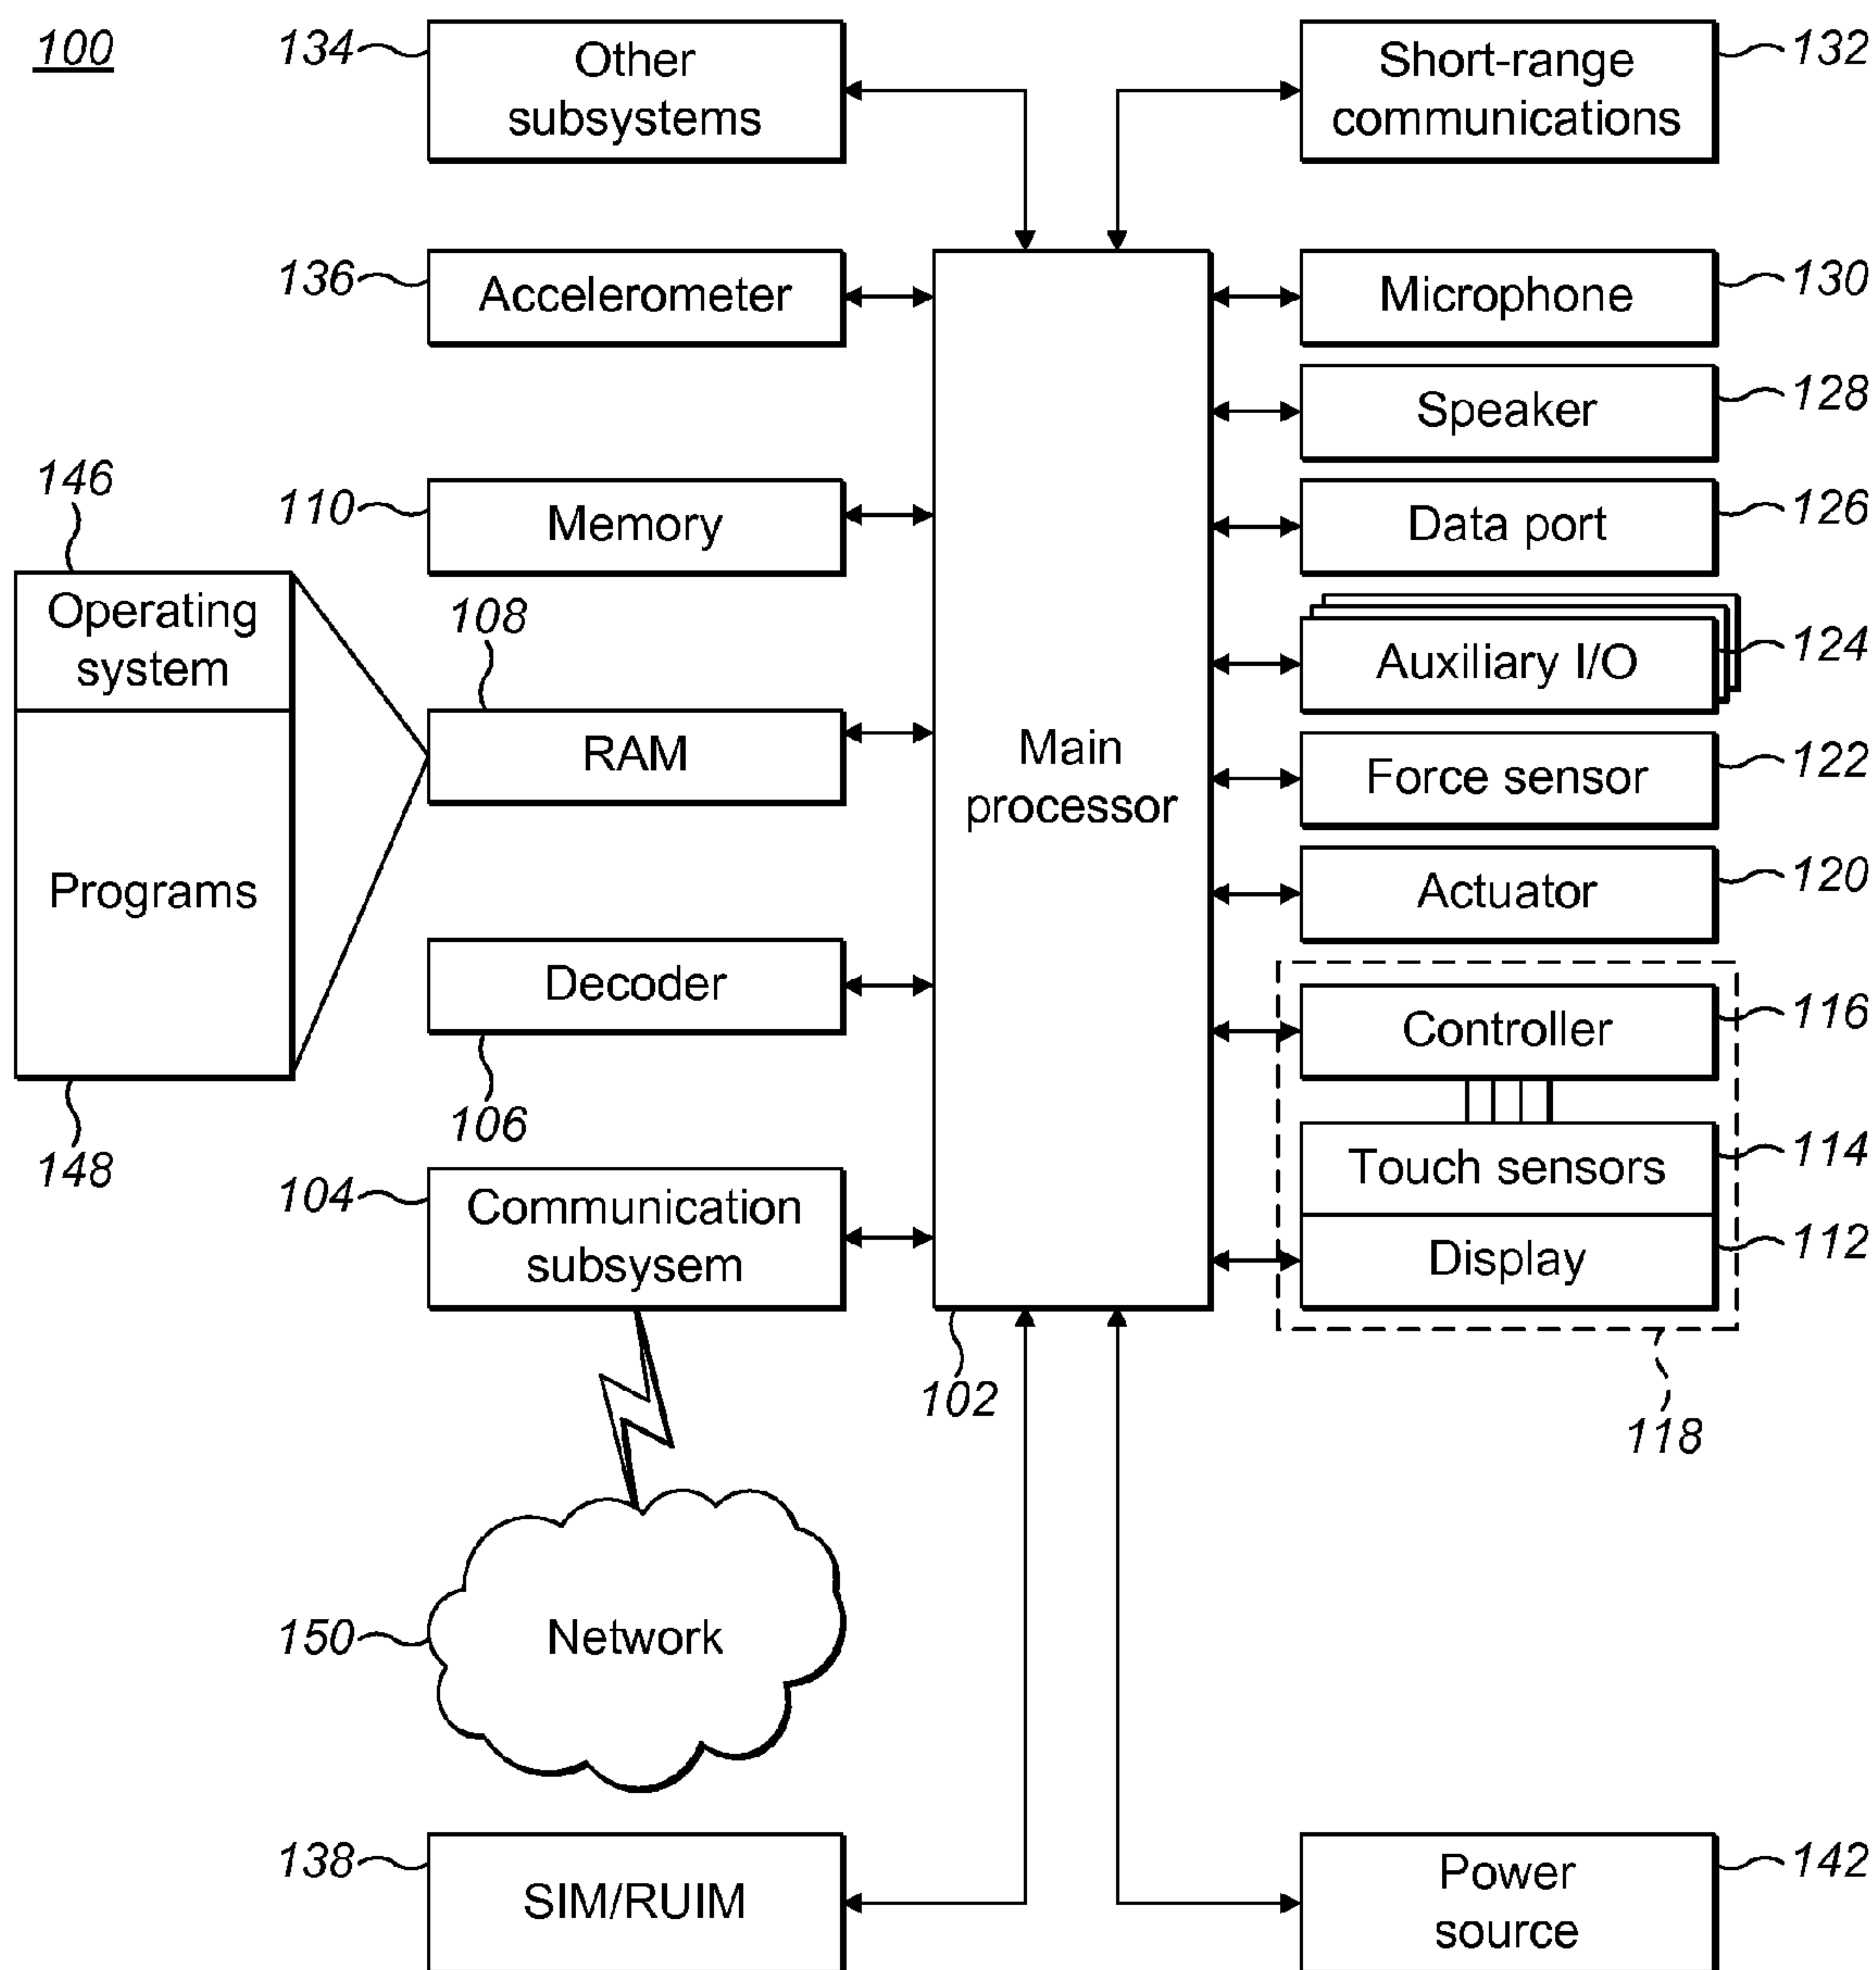 100
134
Other
subsystems
Short-range
communications
132
136
Accelerometer
Microphone
130
Speaker
128
146
110
Memory
Data port
126
Operating
system
108
Auxiliary I/O
124
RAM
Main
processor
Force sensor
122
Programs
Actuator
120
Decoder
106
Controller
116
148
104
Communication
subsysem
Touch sensors
114
Display
112
102
118
150
Network
138
SIM/RUIM
Power
source
142